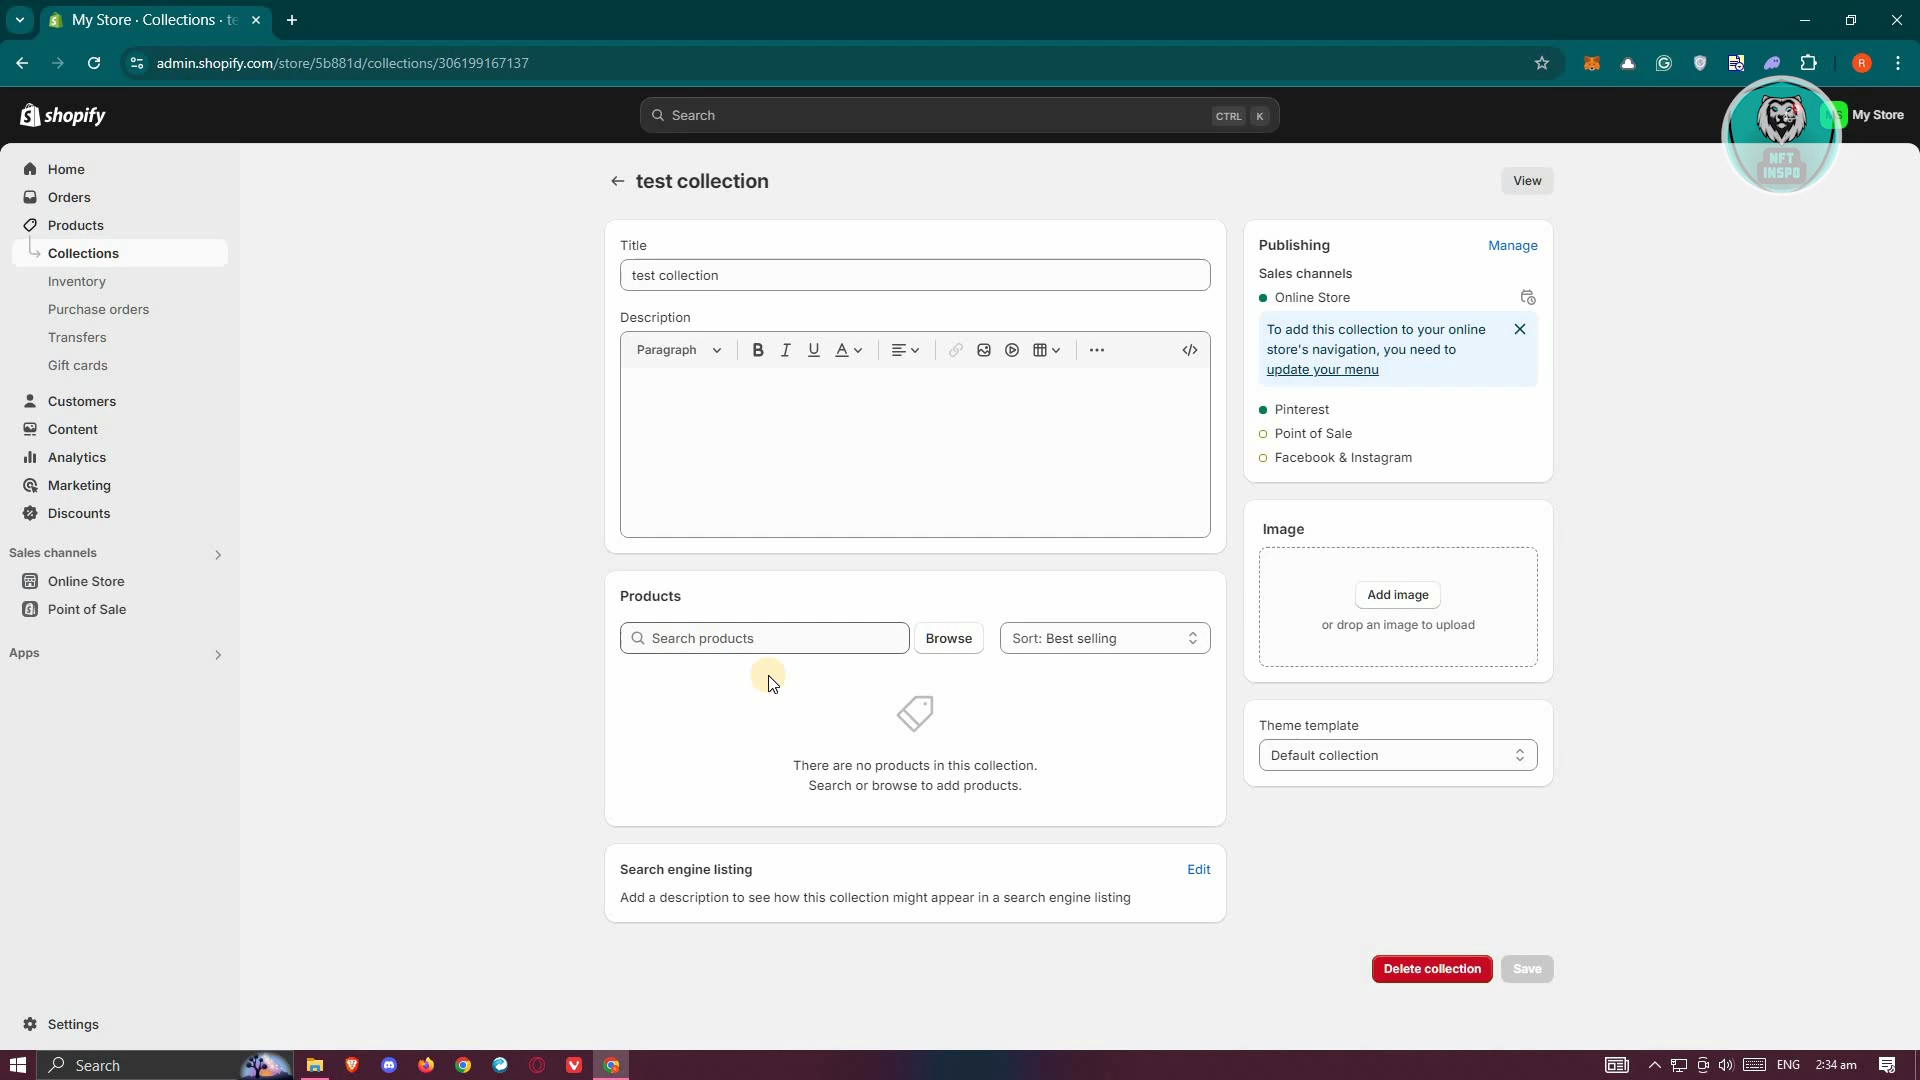 My Store · Collections · te
admin.shopify.com/store/5b881d/collections/306199167137
R
shopify
Search
CTRL K
My Store
NFT
INSPO
Home
Orders
Products
Collections
Inventory
Purchase orders
Transfers
Gift cards
Customers
Content
Analytics
Marketing
Discounts
Sales channels
Online Store
Point of Sale
Apps
Settings
test collection
View
Title
test collection
Description
Paragraph
B I U A
Products
Search products
Browse
Sort: Best selling
There are no products in this collection.
Search or browse to add products.
Search engine listing
Edit
Add a description to see how this collection might appear in a search engine listing
Publishing
Manage
Sales channels
Online Store
To add this collection to your online
store's navigation, you need to
update your menu
Pinterest
Point of Sale
Facebook & Instagram
Image
Add image
or drop an image to upload
Theme template
Default collection
Delete collection
Save
Search
ENG
2:34 am